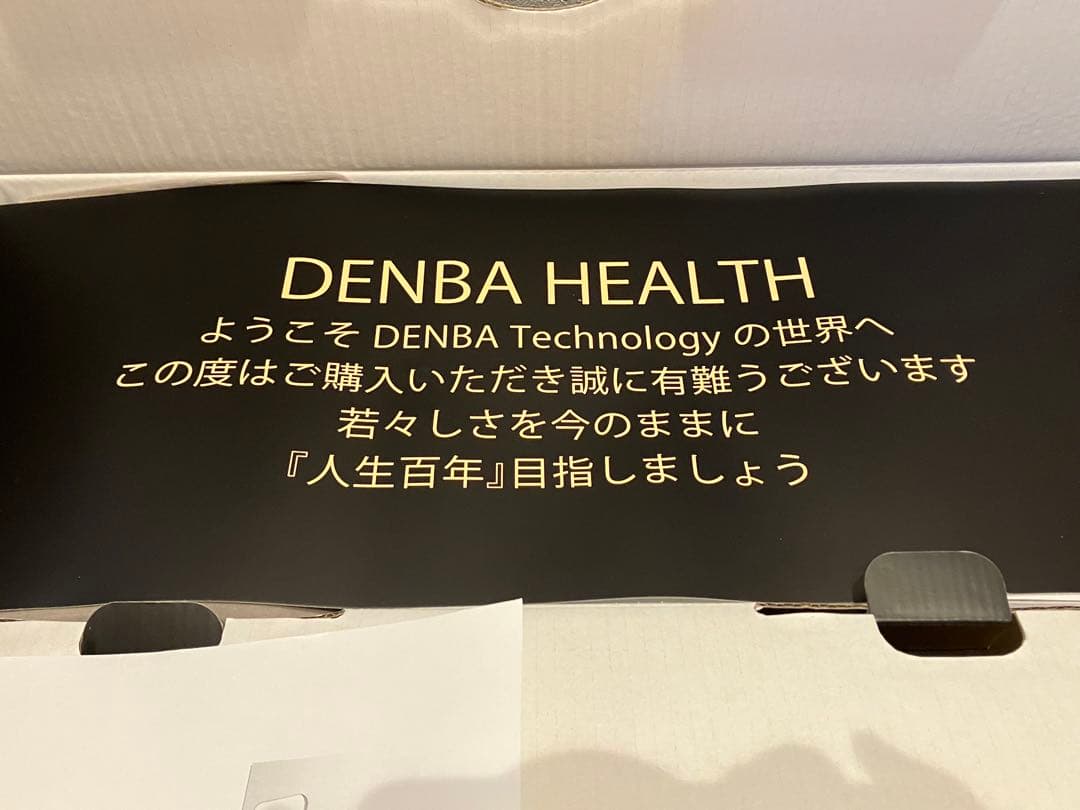 DENBA HEALTH
ようこそ DENBA Technology の世界へ
この度はご購入いただき誠に有難うございます
若々しさを今のままに
『人生百年』目指しましょう